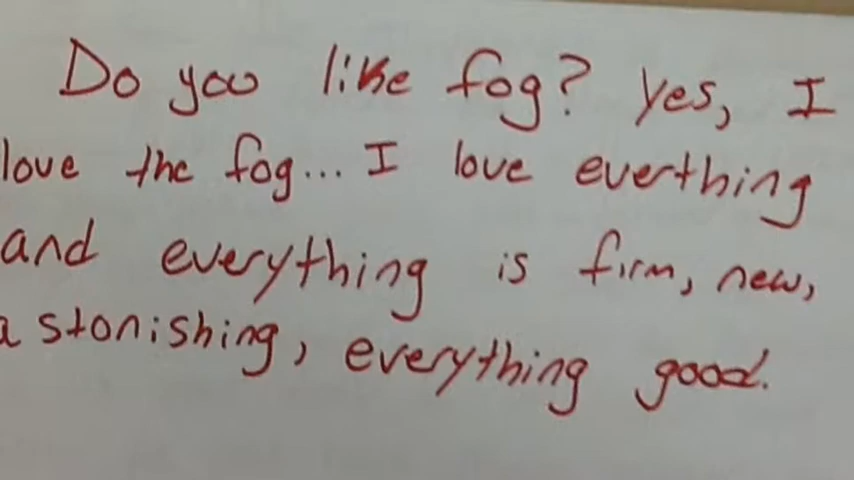 Do you like fog? Yes, I
love the fog... I love everthing
and everything is firm, new,
astonishing, everything good.